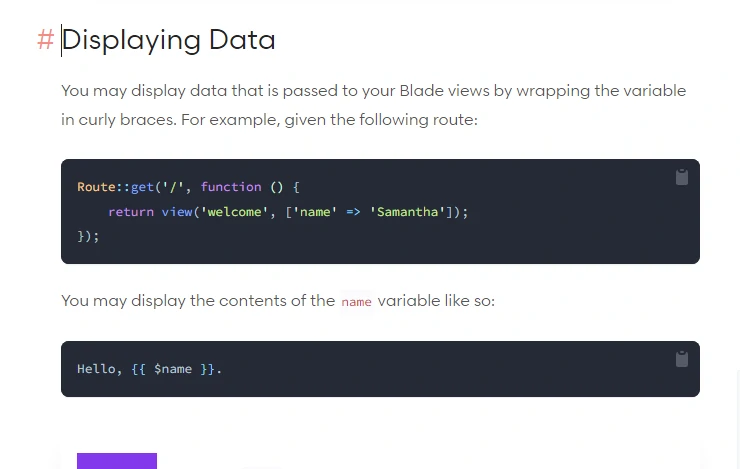 # Displaying Data
You may display data that is passed to your Blade views by wrapping the variable
in curly braces. For example, given the following route:
Route::get('/', function () {
    return view('welcome', ['name' => 'Samantha']);
});
You may display the contents of the name variable like so:
Hello, {{ $name }}.